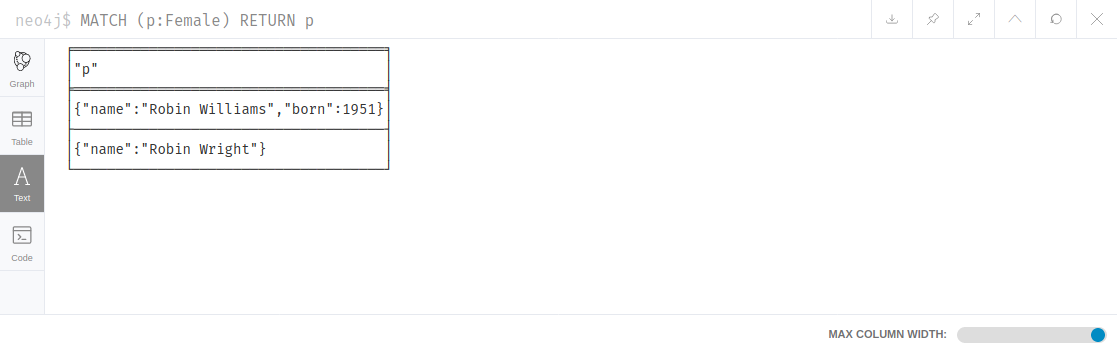 neo4j$ MATCH (p:Female) RETURN p
"p"
{"name":"Robin Williams","born":1951}
{"name":"Robin Wright"}
Graph
Table
A
Text
Code
MAX COLUMN WIDTH: